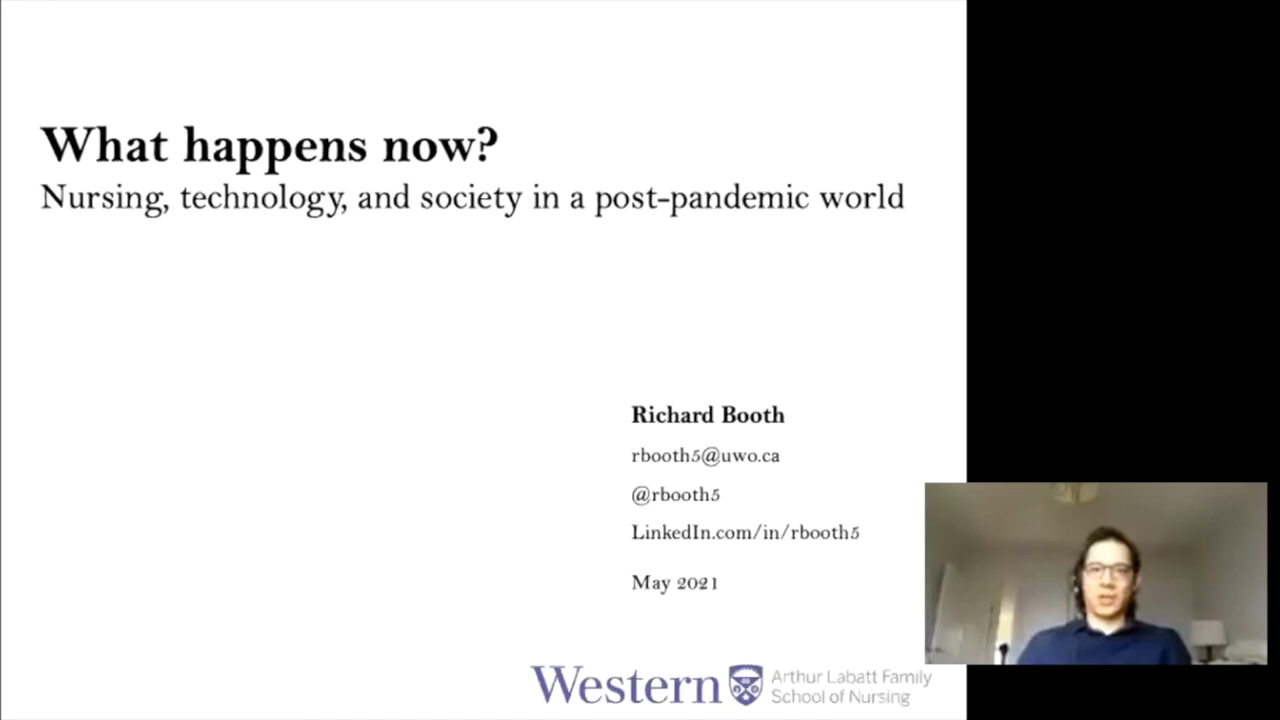 What happens now?
Nursing, technology, and society in a post-pandemic world
Richard Booth
rbooth5@uwo.ca
@rbooth5
LinkedIn.com/in/rbooth5
May 2021
Western
Arthur Labatt Family
School of Nursing